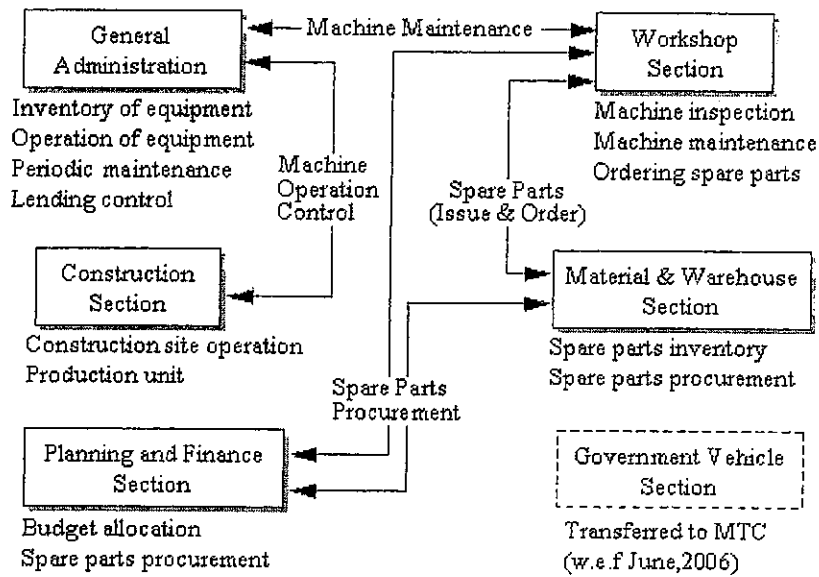 General
Administration
Inventory of equipment
Operation of equipment
Periodic maintenance
Lending control
Machine Maintenance
Workshop
Section
Machine inspection
Machine maintenance
Ordering spare parts
Machine
Operation
Control
Spare Parts
(Issue & Order)
Construction
Section
Construction site operation
Production unit
Material & Warehouse
Section
Spare parts inventory
Spare parts procurement
Spare Parts
Procurement
Planning and Finance
Section
Budget allocation
Spare parts procurement
Government Vehicle
Section
Transferred to MTC
(w.e.f June,2006)